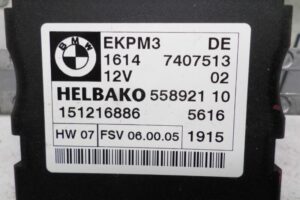 BMW
EKPM3 DE
1614 7407513
12V 02
HELBAKO 558921 10
151216886 5616
HW 07 FSV 06.00.05 1915